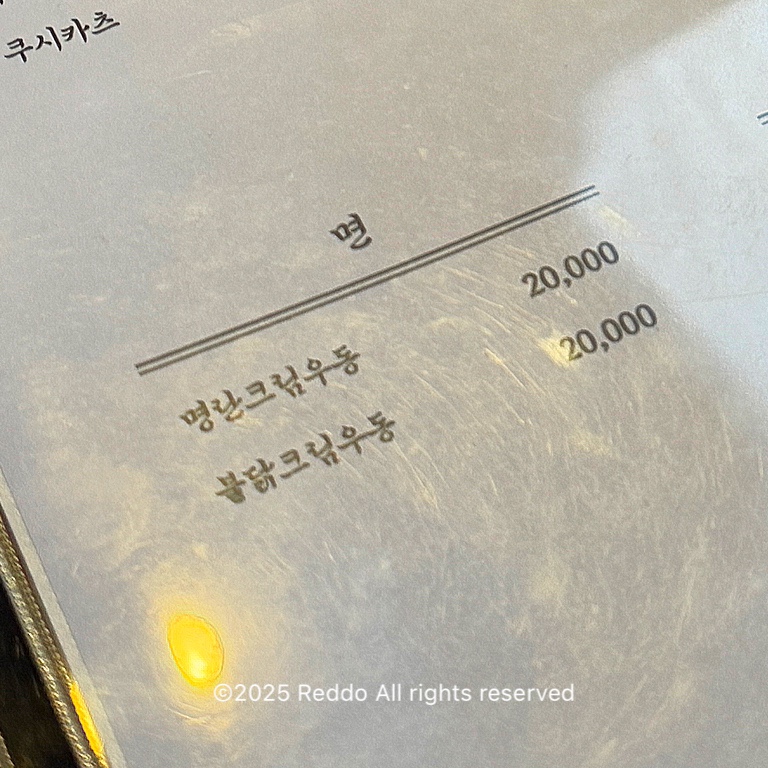 쿠시카츠
면
명란크림우동 20,000
불닭크림우동 20,000
©2025 Reddo All rights reserved